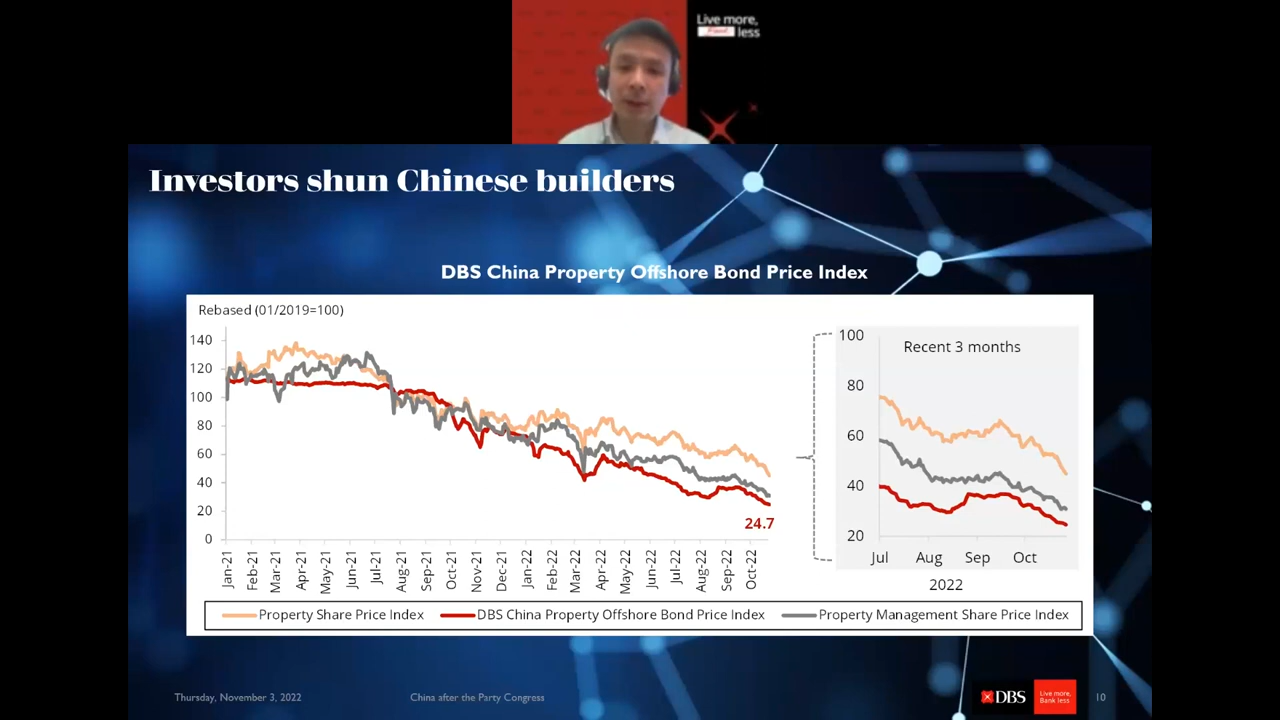 Live more,
less
Investors shun Chinese builders
DBS China Property Offshore Bond Price Index
Rebased (01/2019=100)
140
120
100
80
60
40
20
0
24.7
Jan-21 Feb-21 Mar-21 Apr-21 May-21 Jun-21 Jul-21 Aug-21 Sep-21 Oct-21 Nov-21 Dec-21 Jan-22 Feb-22 Mar-22 Apr-22 May-22 Jun-22 Jul-22 Aug-22 Sep-22 Oct-22
Recent 3 months
100
80
60
40
20
Jul Aug Sep Oct
2022
Property Share Price Index DBS China Property Offshore Bond Price Index Property Management Share Price Index
Thursday, November 3, 2022 China after the Party Congress DBS Live more, 10
Bank less